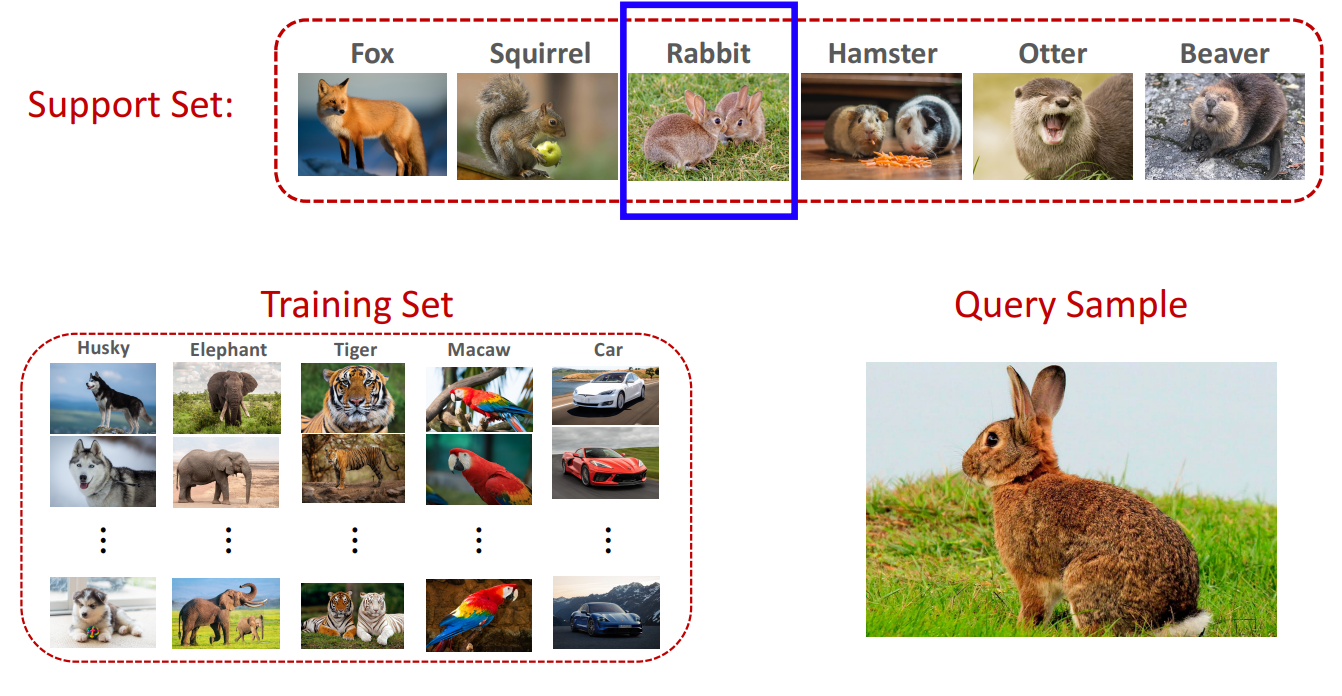 Support Set:
Fox Squirrel Rabbit Hamster Otter Beaver
Training Set
Husky Elephant Tiger Macaw Car
Query Sample